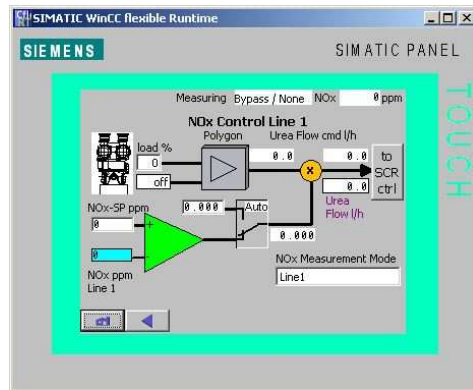 SIMATIC WinCC flexible Runtime
SIEMENS
SIMATIC PANEL
TOUCH
Measuring Bypass / None NOx 0 ppm
NOx Control Line 1
Polygon Urea Flow cmd l/h
load %
0 0.0 0.0 to
off x SCR
0.0 ctrl
Urea
Flow l/h
NOx-SP ppm 0.000 Auto
0 +
0.000
0 -
NOx ppm
Line 1
NOx Measurement Mode
Line1